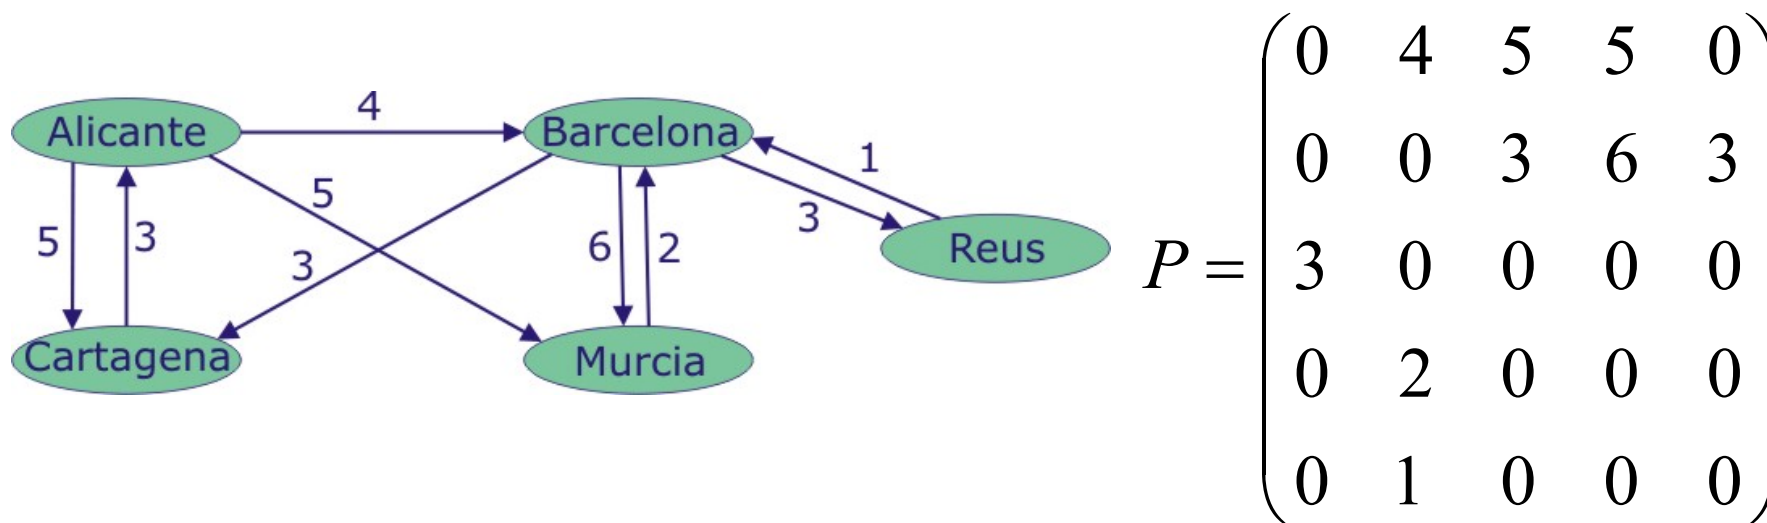 4
Alicante Barcelona
1
5
3
5 3 6 2 Reus
3
Cartagena Murcia
P =
0 4 5 5 0
0 0 3 6 3
3 0 0 0 0
0 2 0 0 0
0 1 0 0 0